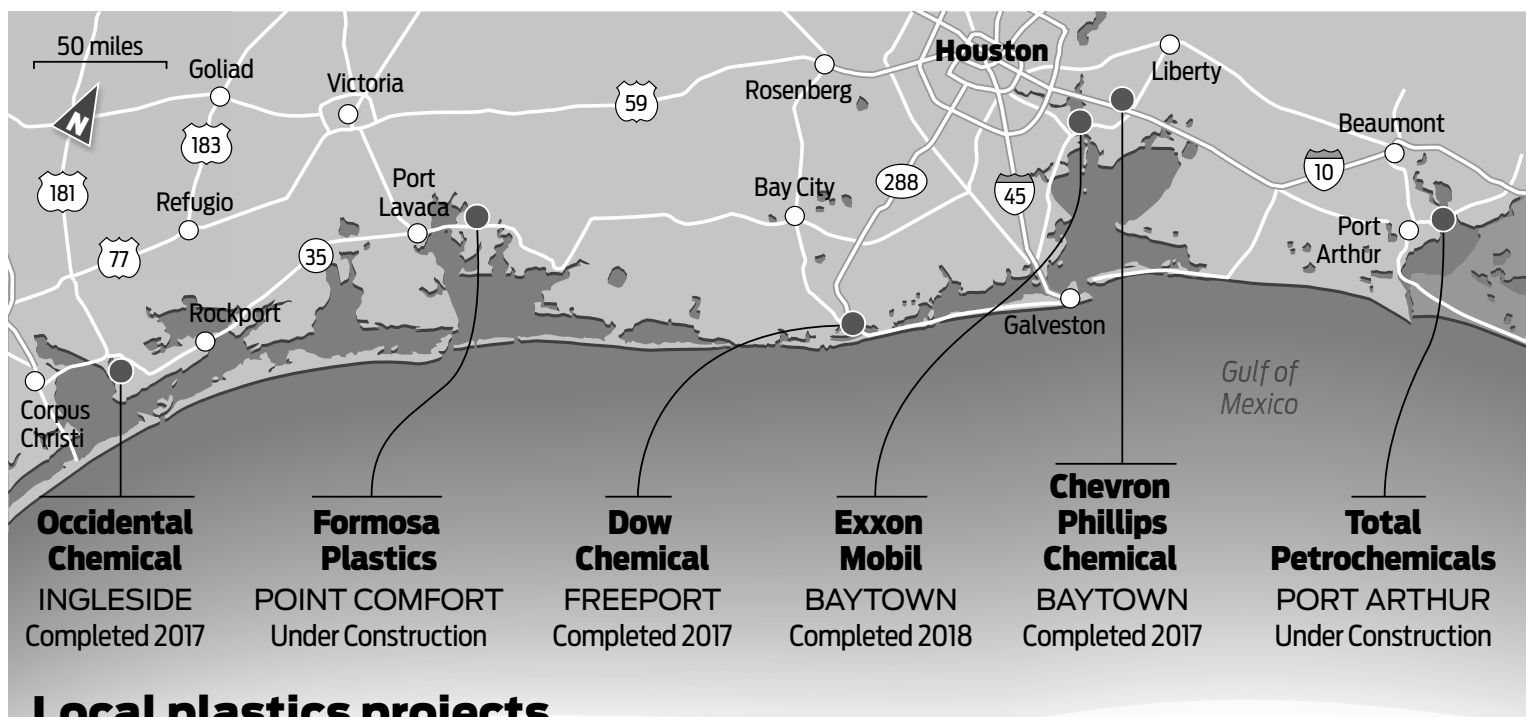 50 miles
Goliad
Victoria
Houston
Liberty
Rosenberg
N
59
183
Beaumont
181
Port
Lavaca
Refugio
Bay City
288
45
10
77
35
Port
Arthur
Rockport
Galveston
Corpus
Christi
Gulf of
Mexico
Occidental
Chemical
INGLESIDE
Completed 2017
Formosa
Plastics
POINT COMFORT
Under Construction
Dow
Chemical
FREEPORT
Completed 2017
Exxon
Mobil
BAYTOWN
Completed 2018
Chevron
Phillips
Chemical
BAYTOWN
Completed 2017
Total
Petrochemicals
PORT ARTHUR
Under Construction
Local plastics projects